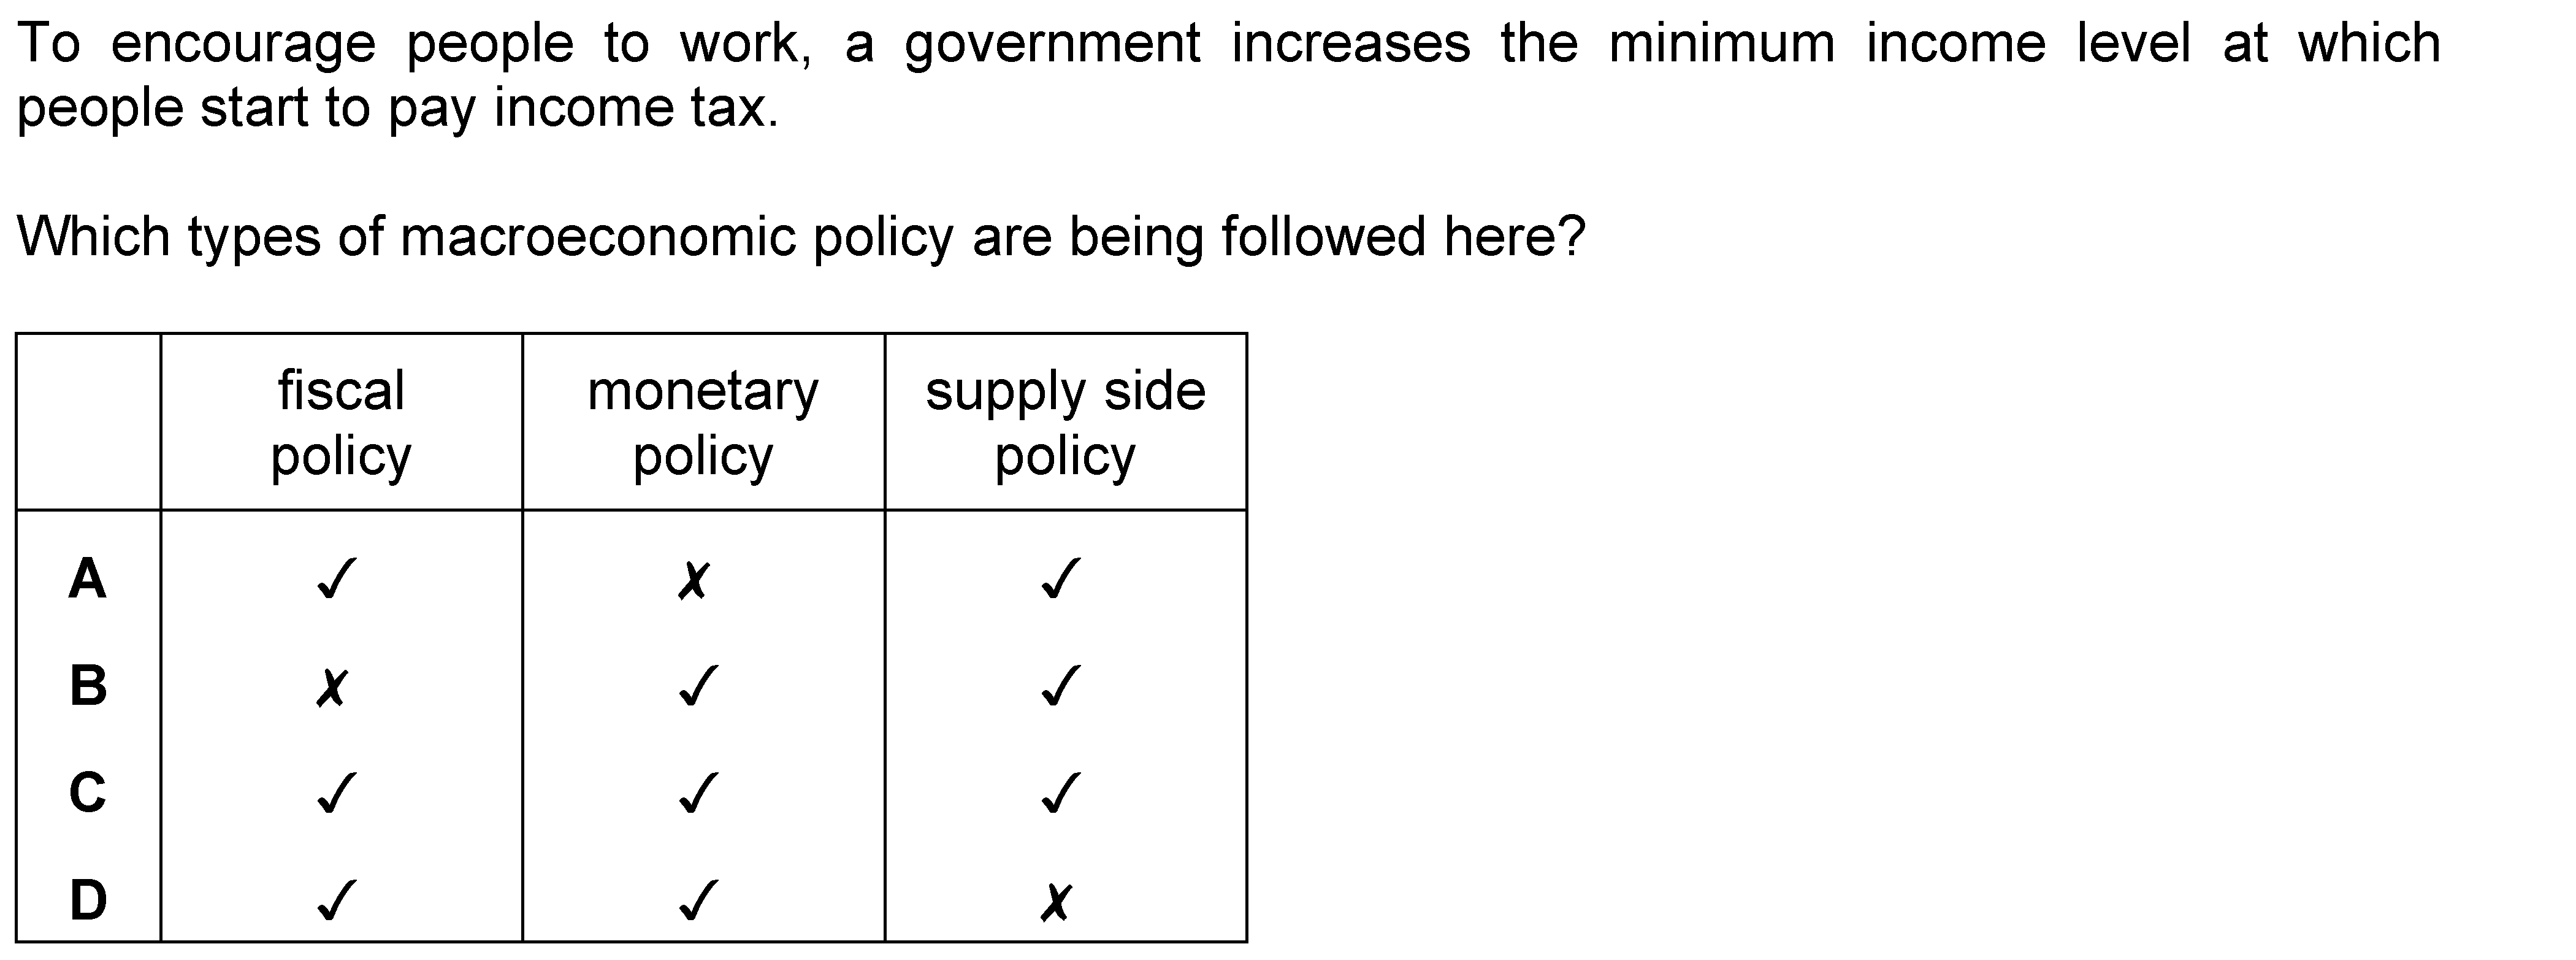 To encourage people to work, a government increases the minimum income level at which
people start to pay income tax.
Which types of macroeconomic policy are being followed here?
fiscal policy monetary policy supply side policy
A ✓ ✗ ✓
B ✗ ✓ ✓
C ✓ ✓ ✓
D ✓ ✓ ✗